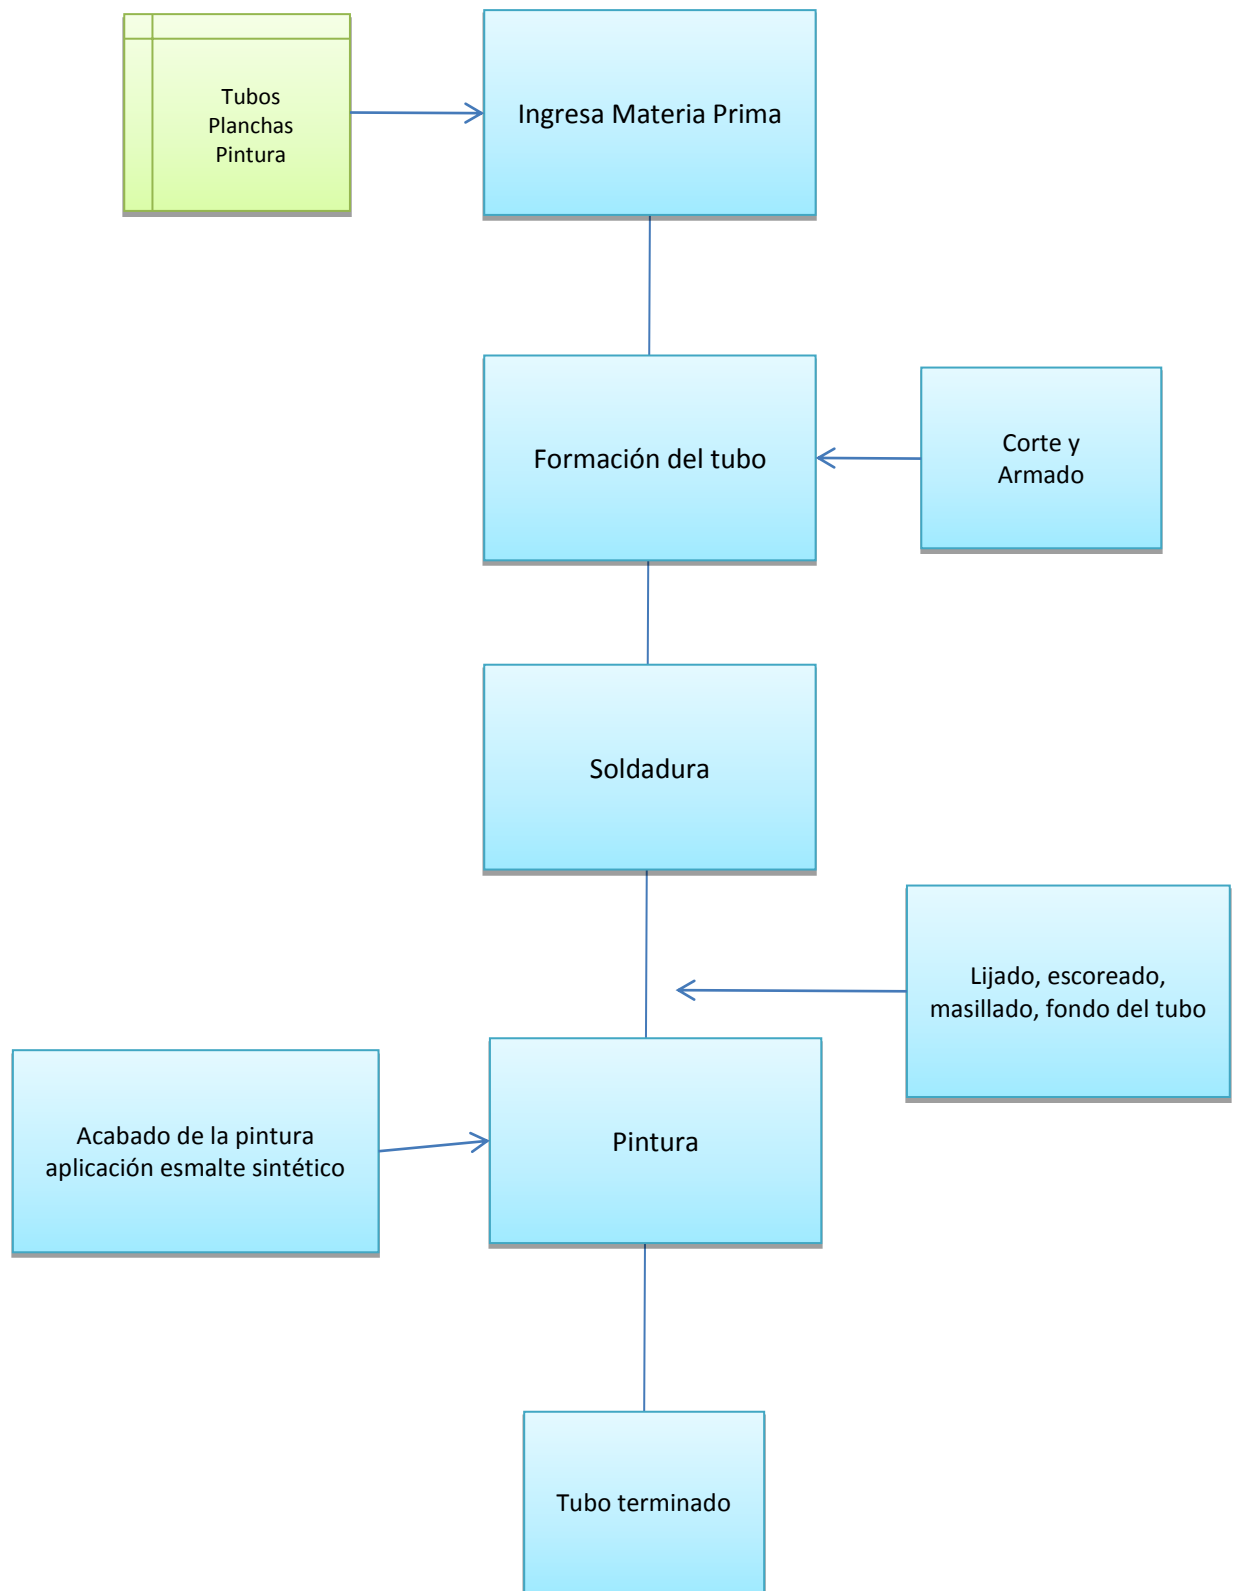 Tubos
Planchas
Pintura
Ingresa Materia Prima
Formación del tubo
Corte y
Armado
Soldadura
Lijado, escoreado,
masillado, fondo del tubo
Acabado de la pintura
aplicación esmalte sintético
Pintura
Tubo terminado